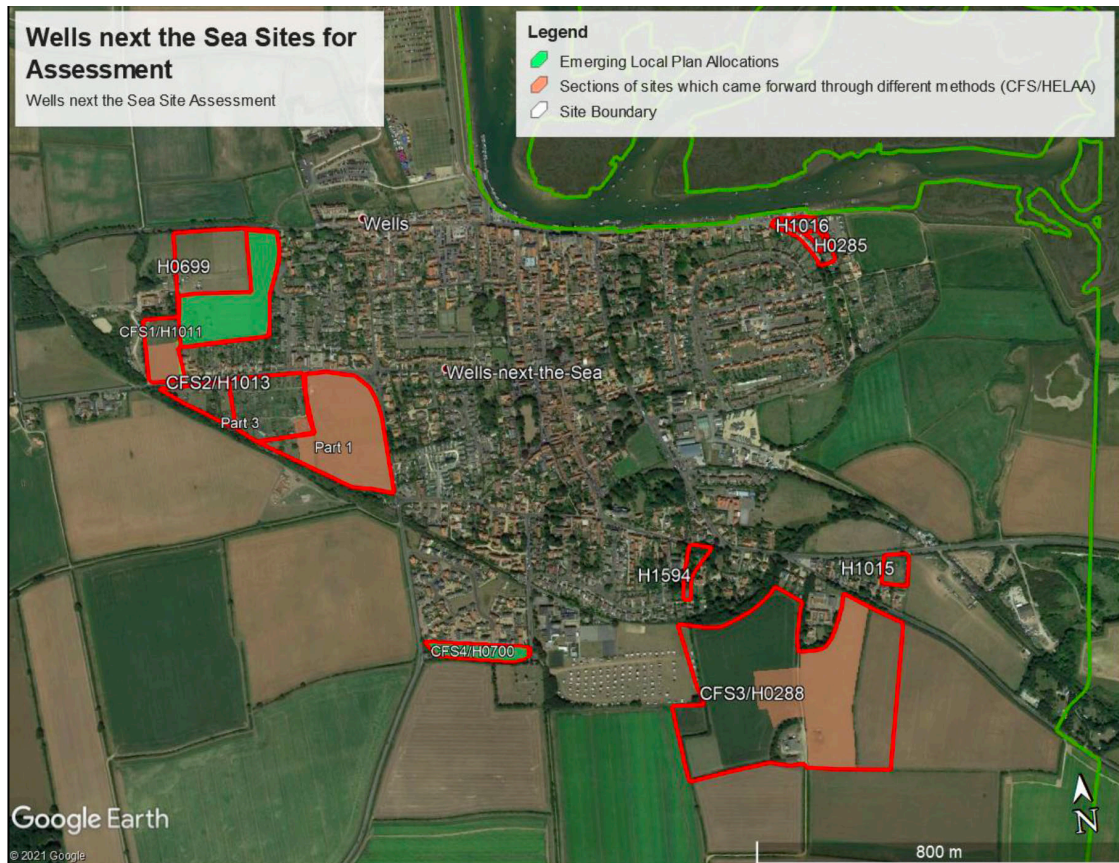 Wells next the Sea Sites for
Assessment
Wells next the Sea Site Assessment
Legend
Emerging Local Plan Allocations
Sections of sites which came forward through different methods (CFS/HELAA)
Site Boundary
Wells
H1016
H0285
H0699
CFS1/H1011
CFS2/H1013
Wells-next-the-Sea
Part 3
Part 1
H1594
H1015
CFS4/H0700
CFS3/H0288
Google Earth
© 2021 Google
N
800 m